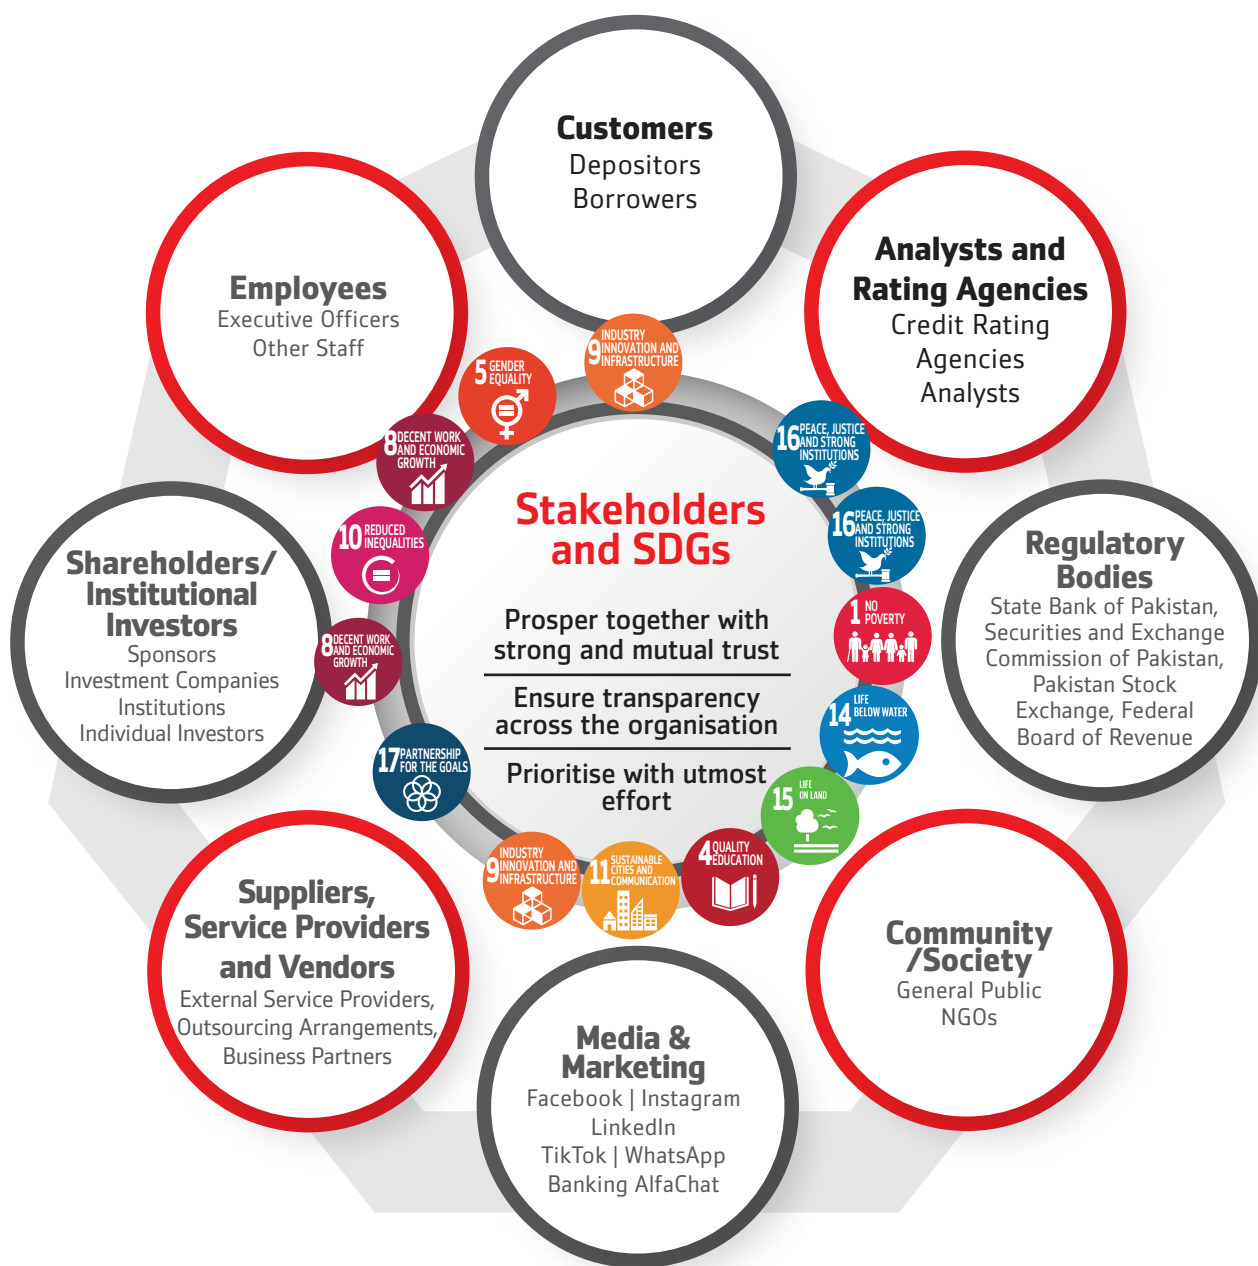 Customers
Depositors
Borrowers
Analysts and
Rating Agencies
Credit Rating
Agencies
Analysts
Employees
Executive Officers
Other Staff
Regulatory
Bodies
State Bank of Pakistan,
Securities and Exchange
Commission of Pakistan,
Pakistan Stock
Exchange, Federal
Board of Revenue
Shareholders/
Institutional
Investors
Sponsors
Investment Companies
Institutions
Individual Investors
Community
/Society
General Public
NGOs
Suppliers,
Service Providers
and Vendors
External Service Providers,
Outsourcing Arrangements,
Business Partners
Media &
Marketing
Facebook | Instagram
LinkedIn
TikTok | WhatsApp
Banking AlfaChat
Stakeholders
and SDGs
Prosper together with
strong and mutual trust
Ensure transparency
across the organisation
Prioritise with utmost
effort
9 INDUSTRY
INNOVATION AND
INFRASTRUCTURE
16 PEACE, JUSTICE
AND STRONG
INSTITUTIONS
16 PEACE, JUSTICE
AND STRONG
INSTITUTIONS
1 NO
POVERTY
14 LIFE
BELOW WATER
15 LIFE
ON LAND
4 QUALITY
EDUCATION
11 SUSTAINABLE
CITIES AND
COMMUNICATION
9 INDUSTRY
INNOVATION AND
INFRASTRUCTURE
17 PARTNERSHIP
FOR THE GOALS
8 DECENT WORK
AND ECONOMIC
GROWTH
10 REDUCED
INEQUALITIES
8 DECENT WORK
AND ECONOMIC
GROWTH
5 GENDER
EQUALITY